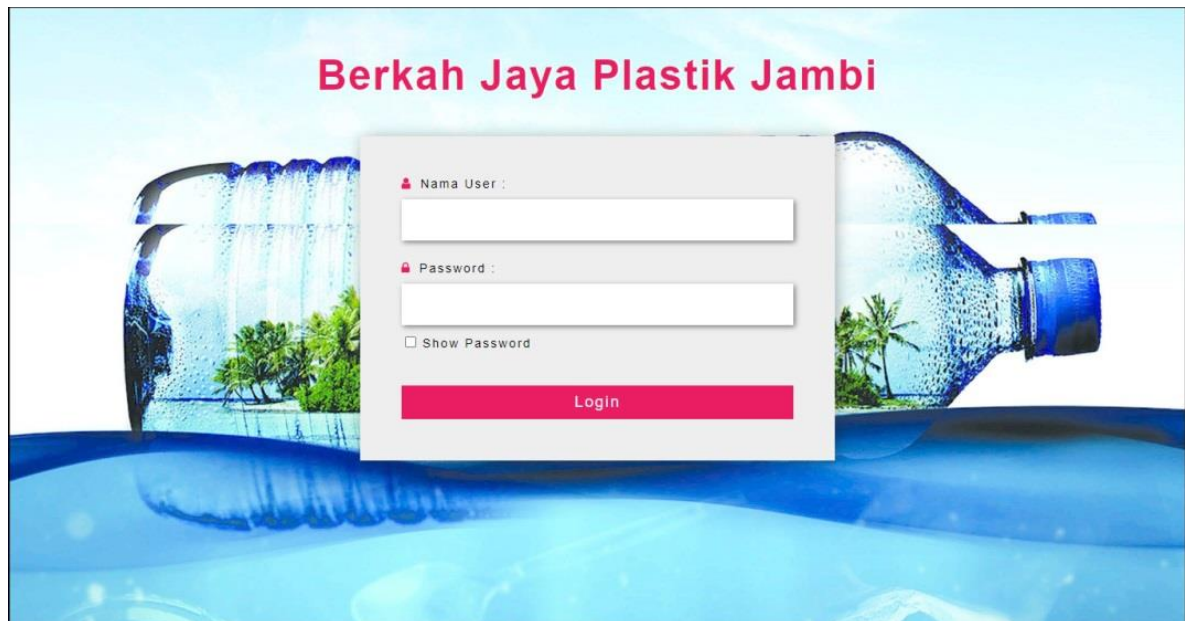 Berkah Jaya Plastik Jambi
Nama User :
Password :
Show Password
Login